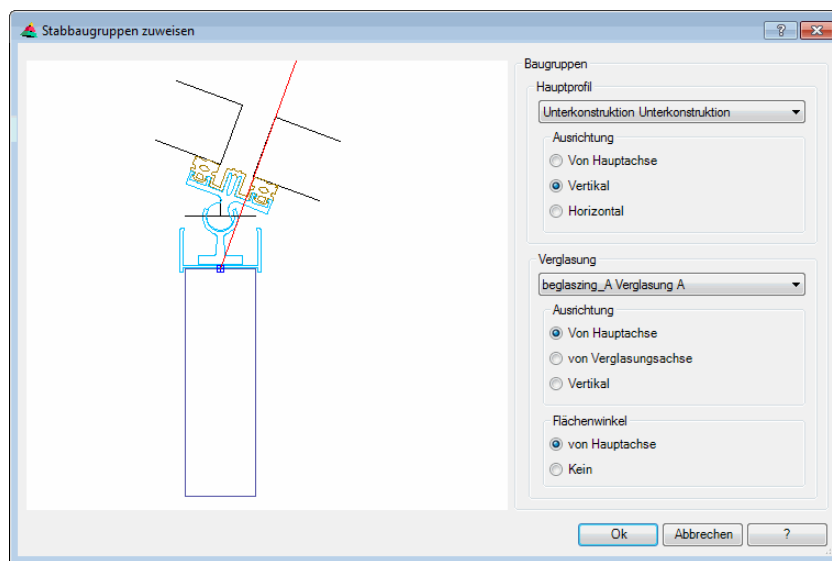 Stabbaugruppen zuweisen
Baugruppen
Hauptprofil
Unterkonstruktion Unterkonstruktion
Ausrichtung
Von Hauptachse
Vertikal
Horizontal
Verglasung
beglaszing_A Verglasung A
Ausrichtung
Von Hauptachse
von Verglasungsachse
Vertikal
Flächenwinkel
von Hauptachse
Kein
Ok Abbrechen ?